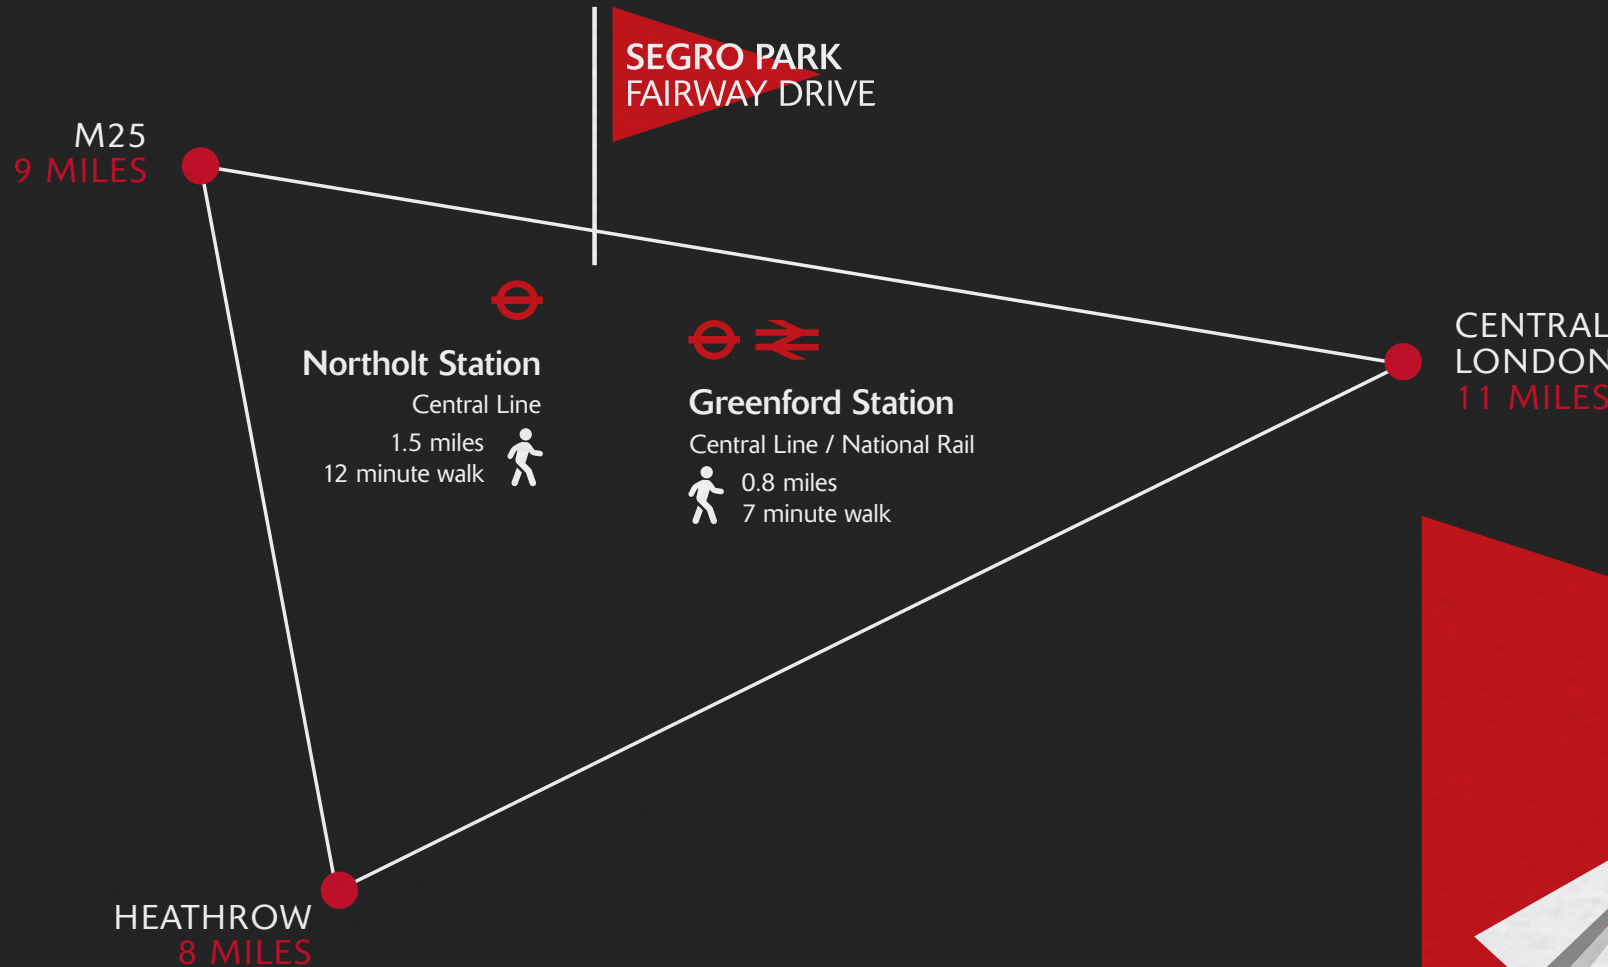 SEGRO PARK
FAIRWAY DRIVE
M25
9 MILES
Northolt Station
Central Line
1.5 miles
12 minute walk
Greenford Station
Central Line / National Rail
0.8 miles
7 minute walk
CENTRAL
LONDON
11 MILES
HEATHROW
8 MILES